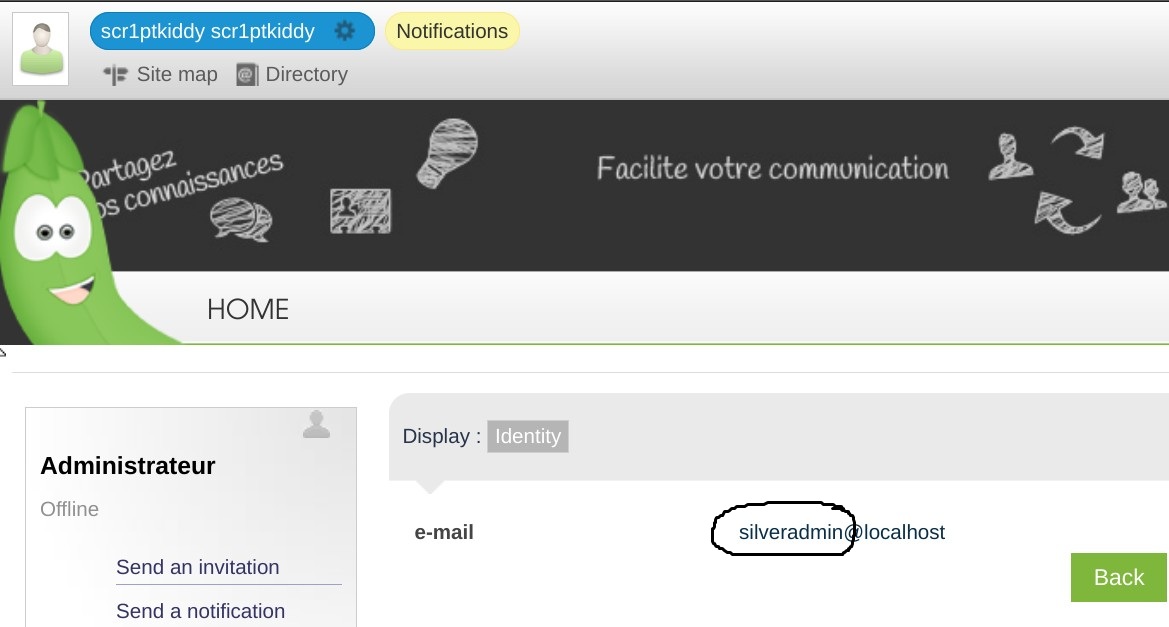 scr1ptkiddy scr1ptkiddy Notifications
Site map Directory
Partagez
os connaissances
Facilite votre communication
HOME
Administrateur
Offline
Send an invitation
Send a notification
Display : Identity
e-mail silveradmin@localhost
Back